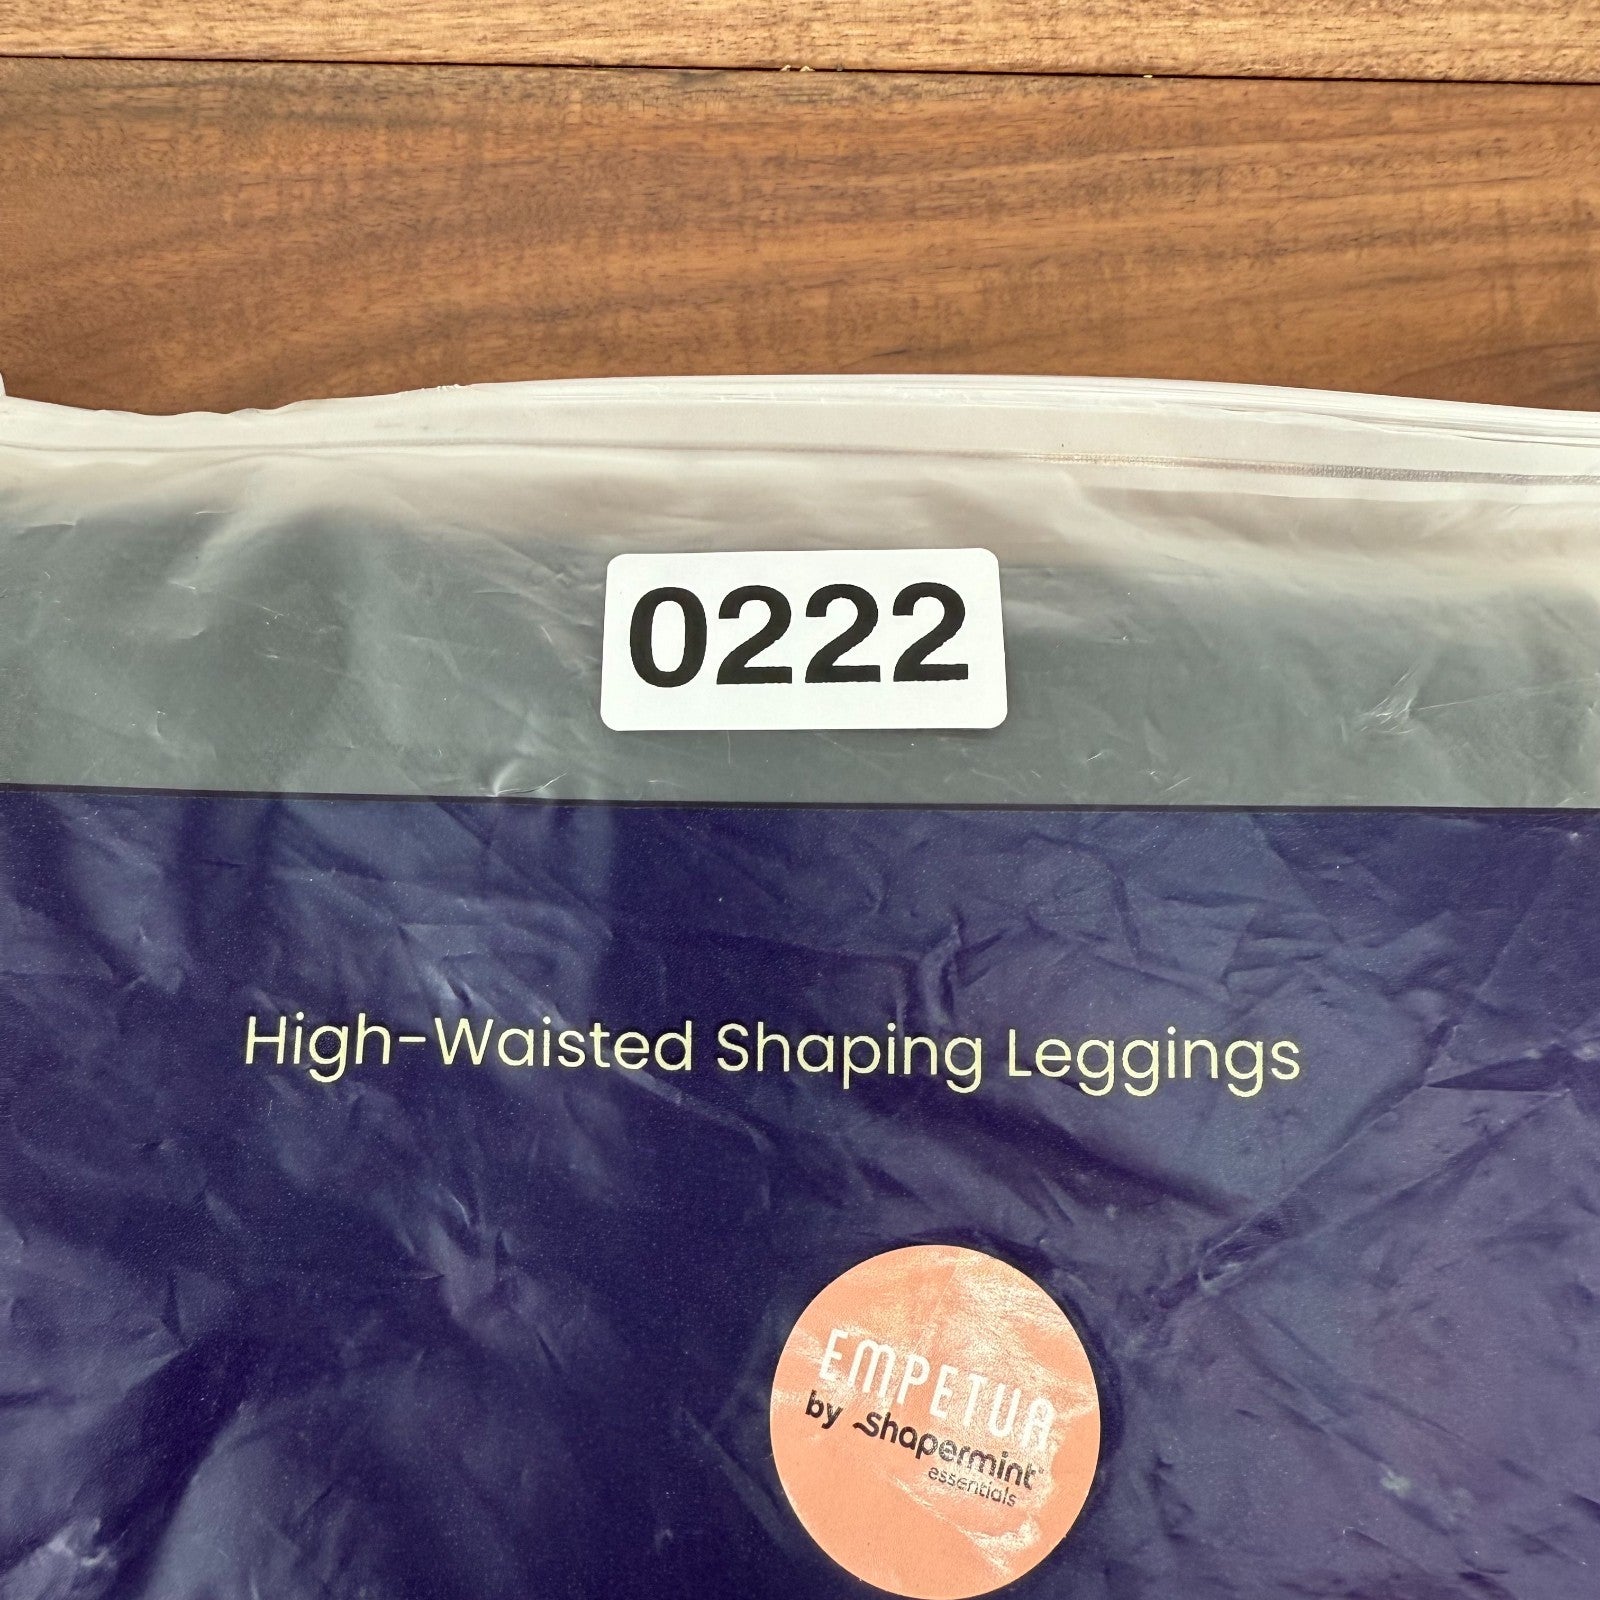 0222
High-Waisted Shaping Leggings
EMPETUA
by Shapermint
essentials